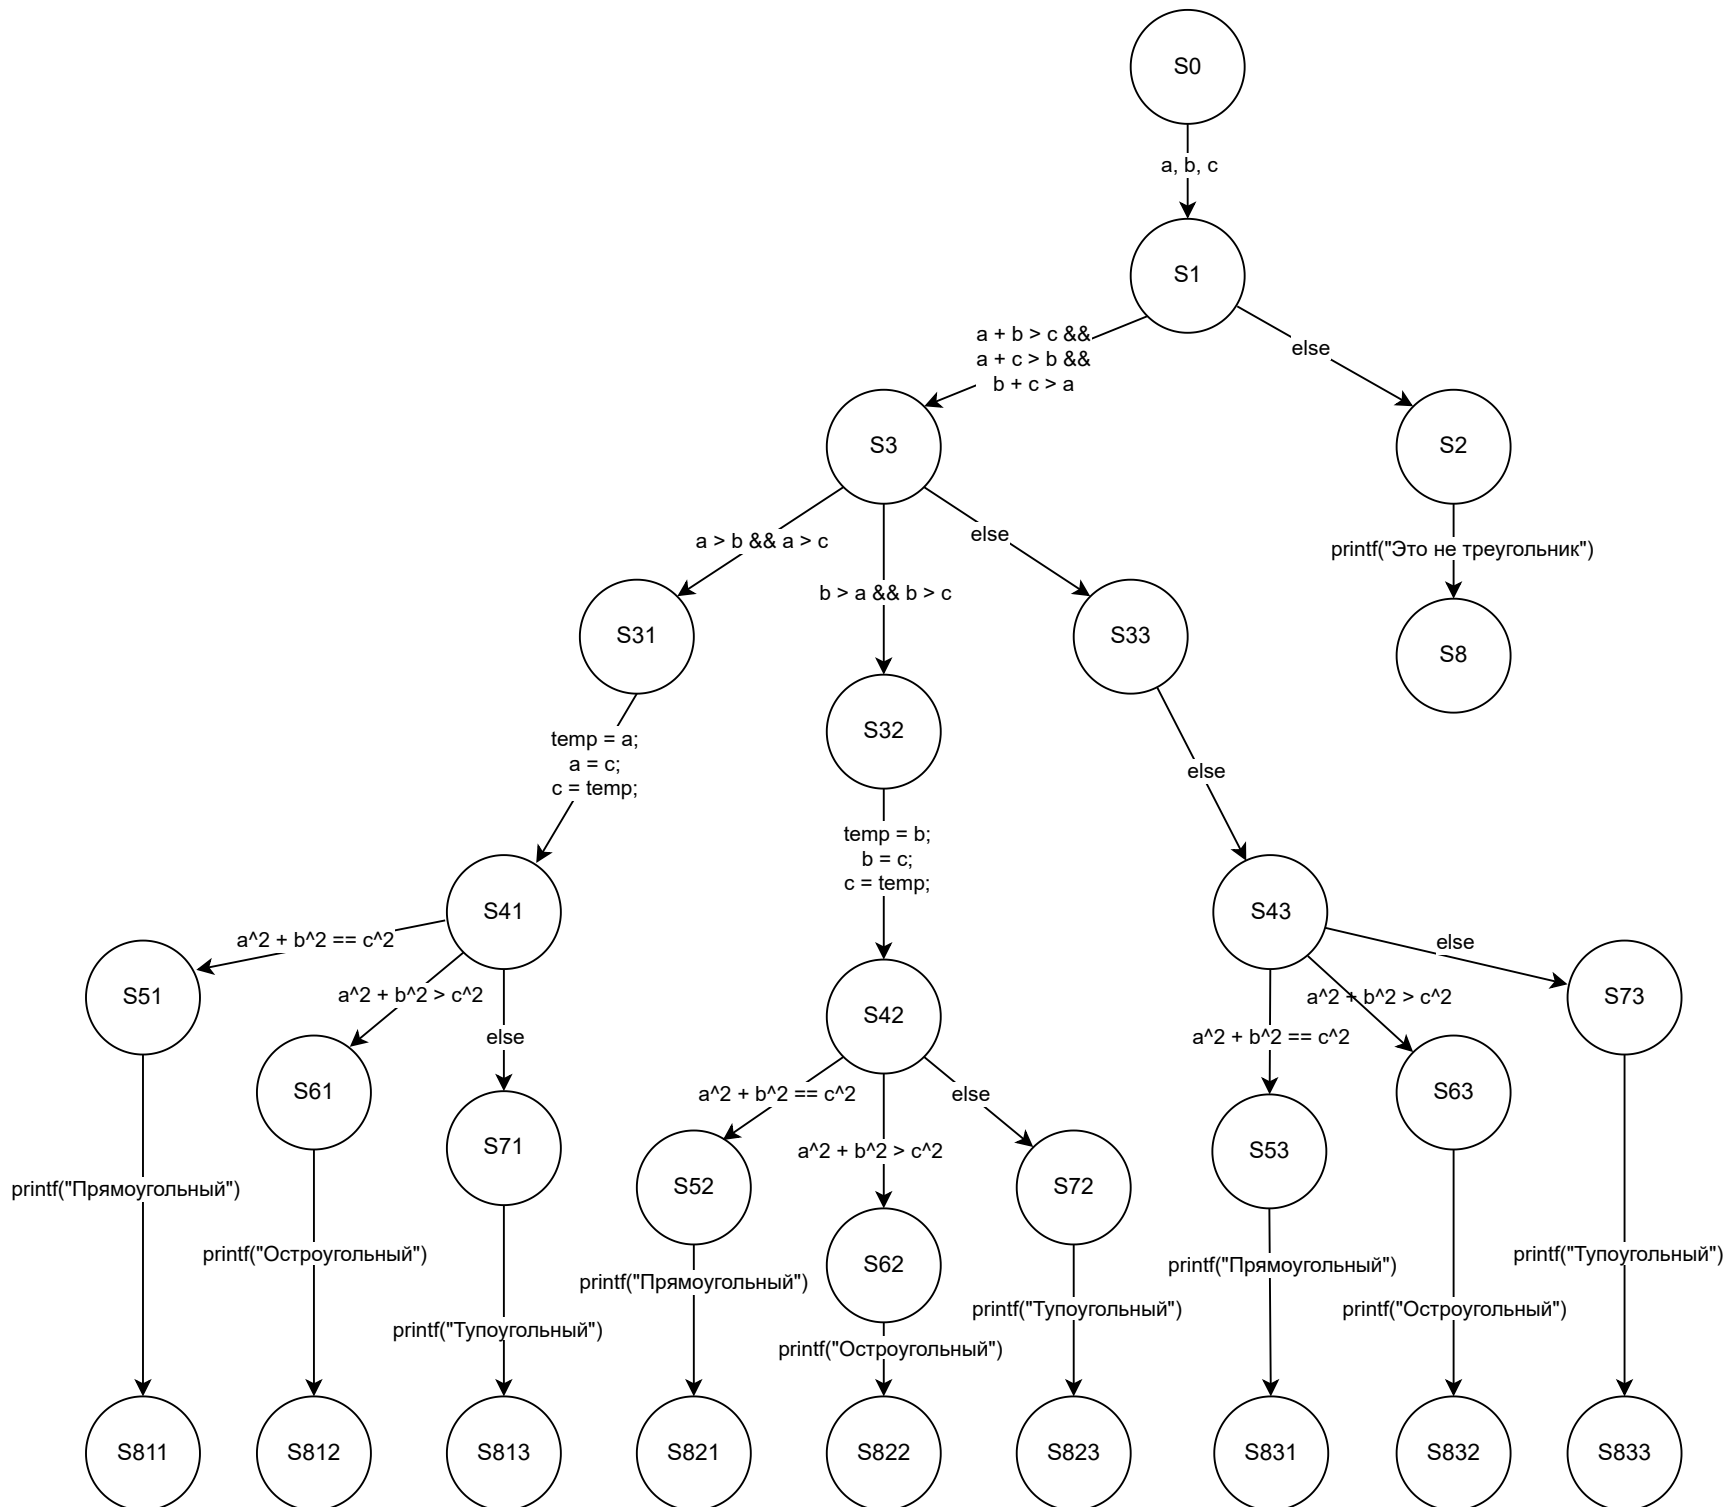 S0
a, b, c
S1
a + b > c &&
a + c > b &&
b + c > a
else
S3
S2
a > b && a > c
b > a && b > c
else
printf("Это не треугольник")
S31
S32
S33
S8
temp = a;
a = c;
c = temp;
temp = b;
b = c;
c = temp;
else
S41
S42
S43
a^2 + b^2 == c^2
a^2 + b^2 > c^2
else
S51
S61
S71
a^2 + b^2 == c^2
a^2 + b^2 > c^2
else
S52
S62
S72
a^2 + b^2 == c^2
a^2 + b^2 > c^2
else
S53
S63
S73
printf("Прямоугольный")
printf("Остроугольный")
printf("Тупоугольный")
printf("Прямоугольный")
printf("Остроугольный")
printf("Тупоугольный")
printf("Прямоугольный")
printf("Остроугольный")
printf("Тупоугольный")
S811
S812
S813
S821
S822
S823
S831
S832
S833